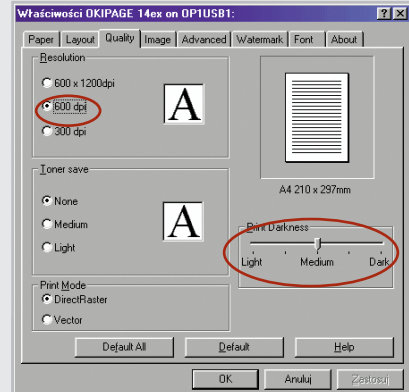 Właściwości OKIPAGE 14ex on OP1USB1:
Paper Layout Quality Image Advanced Watermark Font About
Resolution
600 x 1200dpi
600 dpi
300 dpi
A
A4 210 x 297mm
Toner save
None
Medium
Light
A
Print Darkness
Light Medium Dark
Print Mode
DirectRaster
Vector
Default All Default Help
OK Anuluj Zastosuj